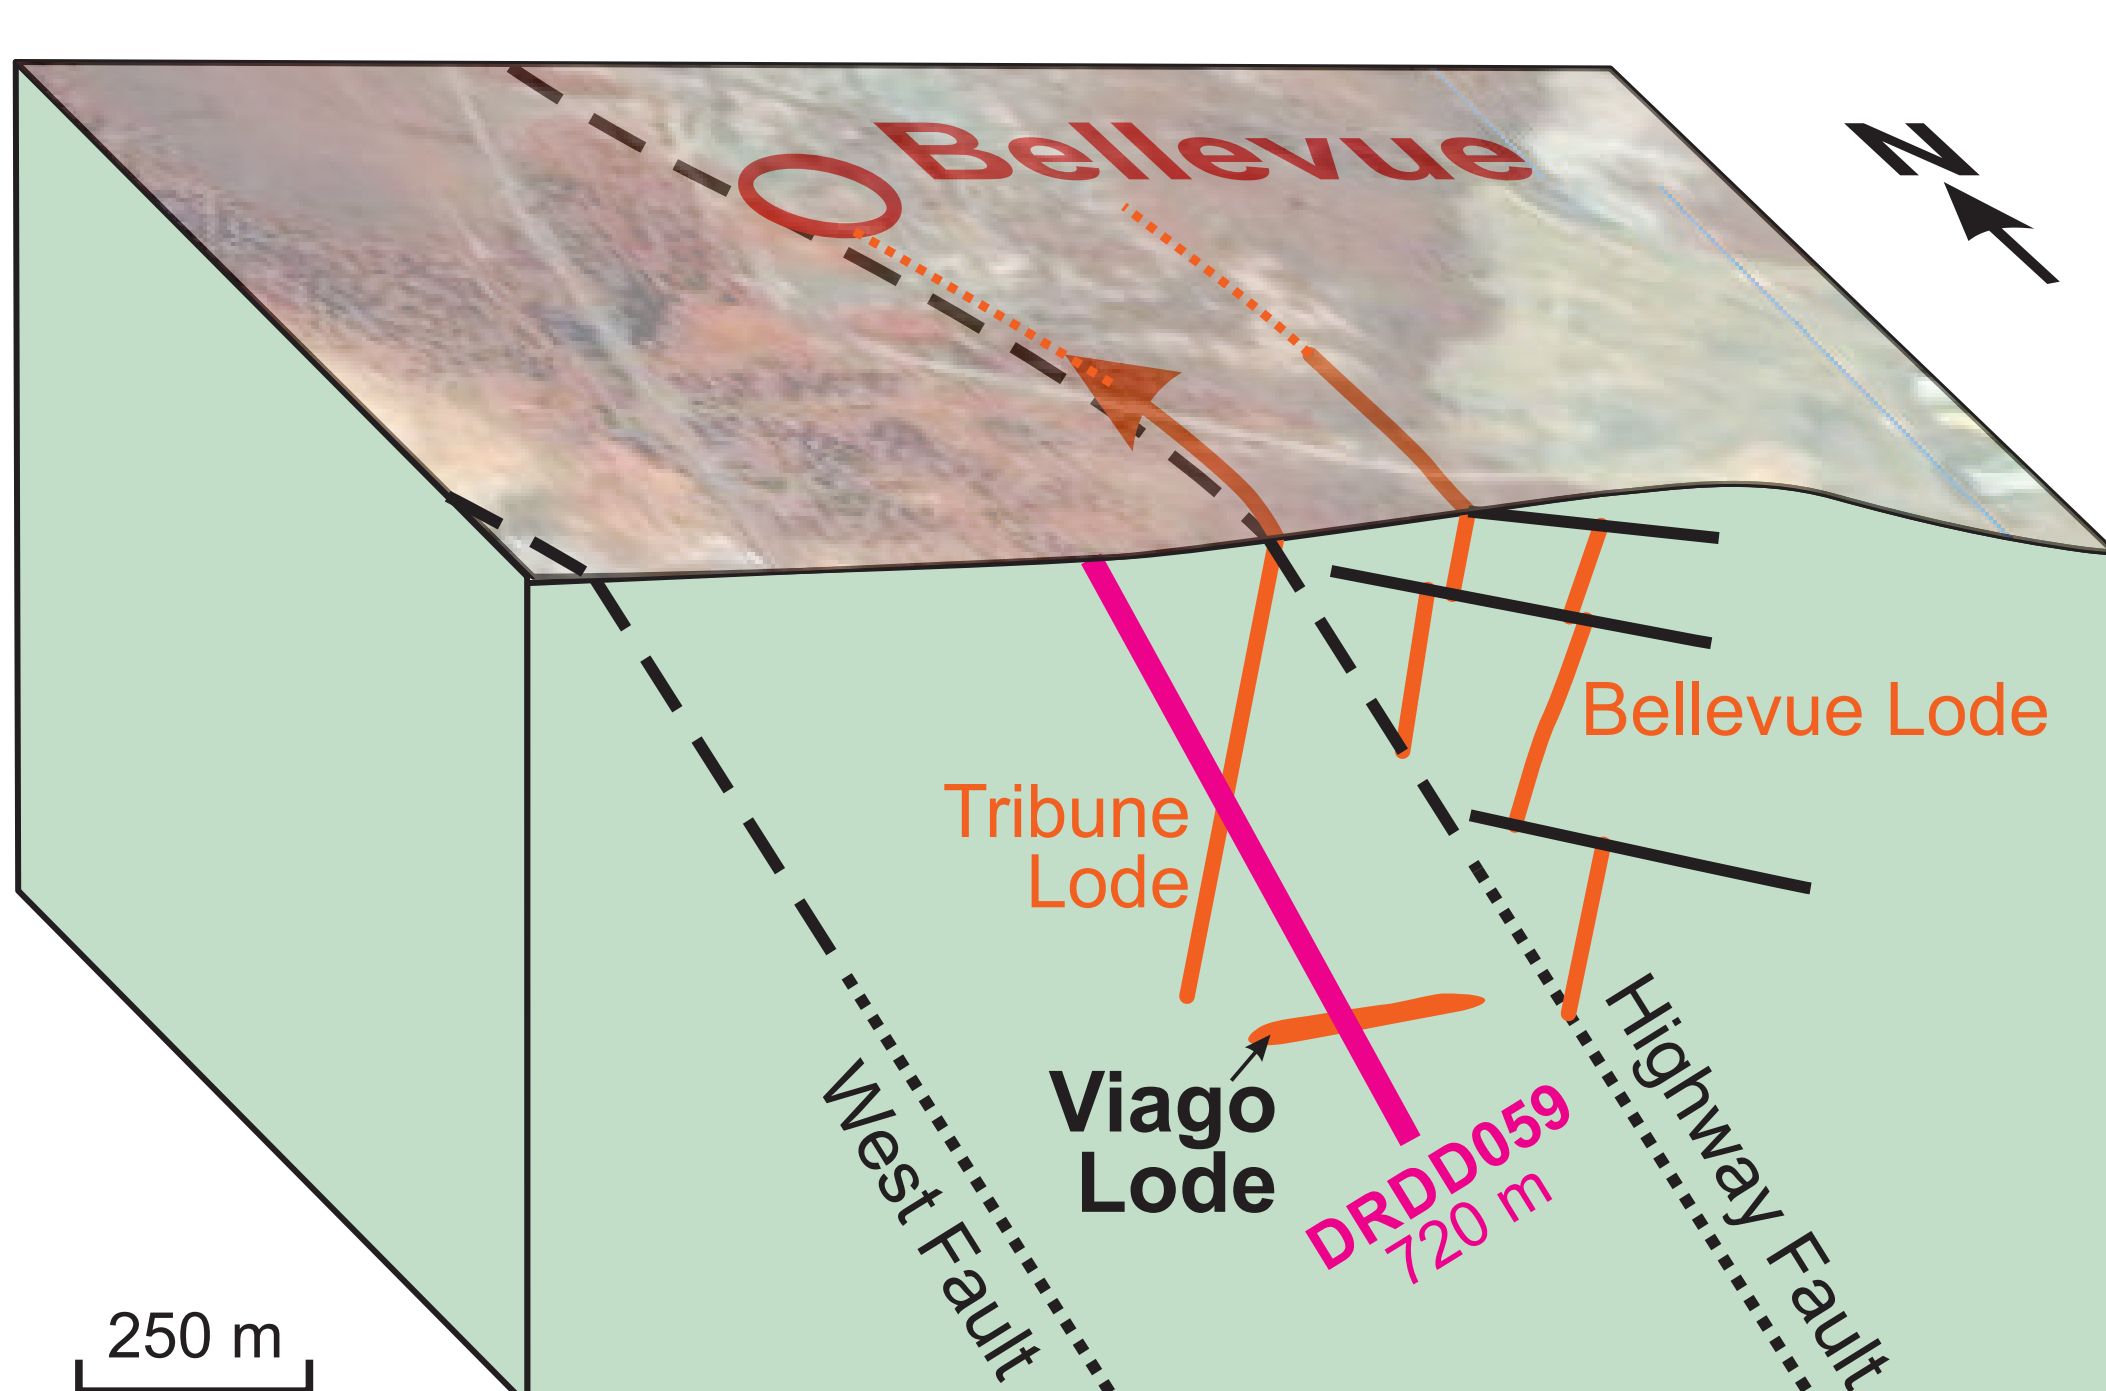 Bellevue
N
Bellevue Lode
Tribune
Lode
Viago
Lode
DRDD059
720 m
West Fault
Highway Fault
250 m